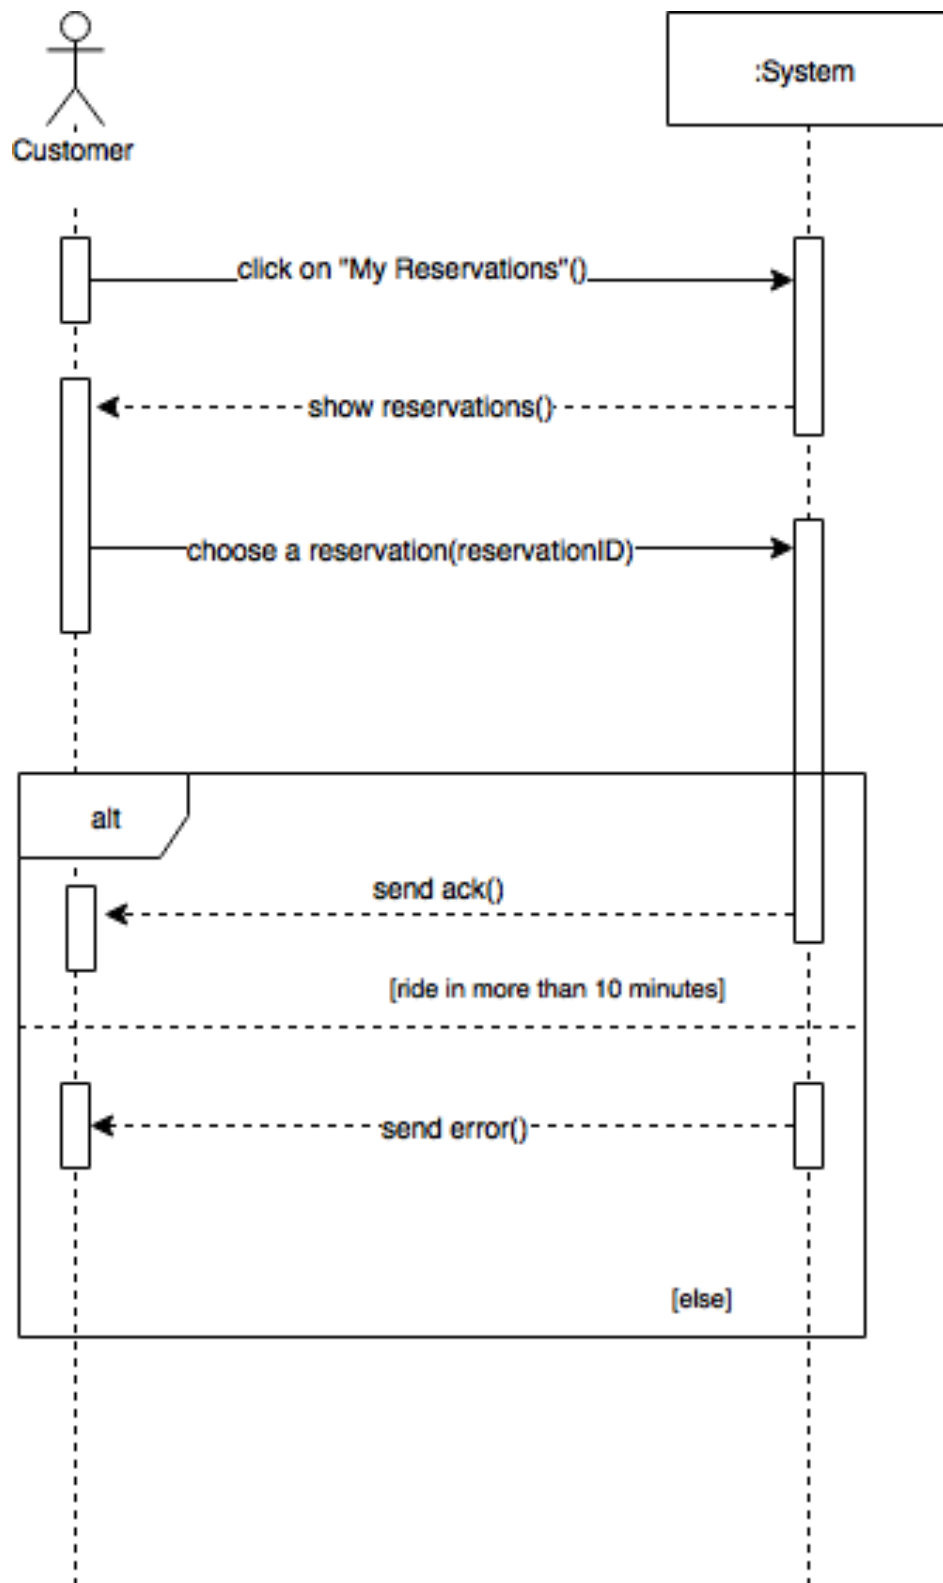 :System
Customer
click on "My Reservations"()
show reservations()
choose a reservation(reservationID)
alt
send ack()
[ride in more than 10 minutes]
send error()
[else]